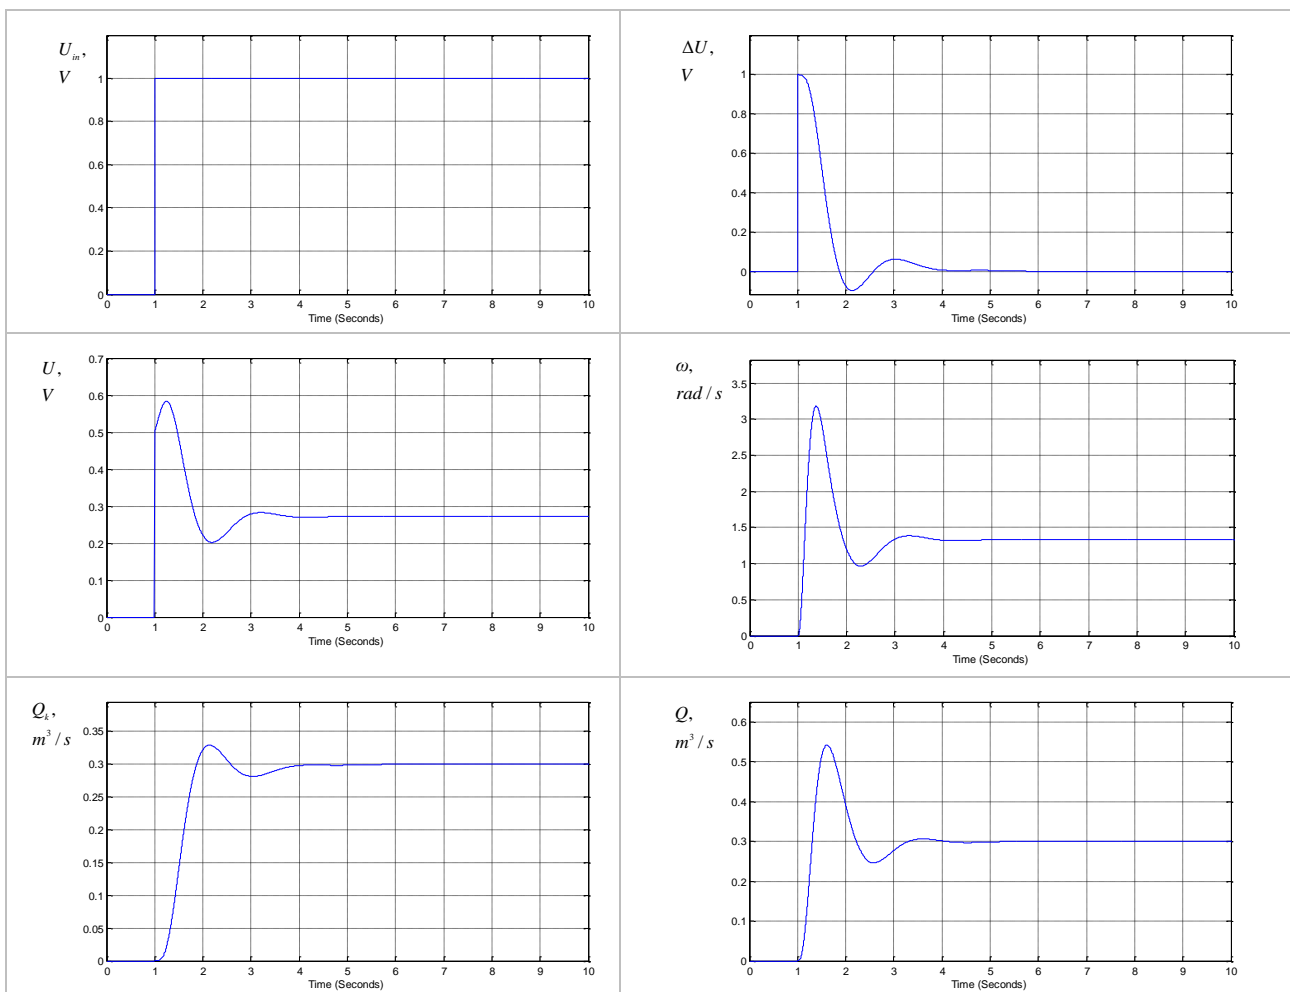 U_in,
V
1
0.8
0.6
0.4
0.2
0
0 1 2 3 4 5 6 7 8 9 10
Time (Seconds)
ΔU,
V
1
0.8
0.6
0.4
0.2
0
0 1 2 3 4 5 6 7 8 9 10
Time (Seconds)
U,
V
0.7
0.6
0.5
0.4
0.3
0.2
0.1
0
0 1 2 3 4 5 6 7 8 9 10
Time (Seconds)
ω,
rad / s
3.5
3
2.5
2
1.5
1
0.5
0
0 1 2 3 4 5 6 7 8 9 10
Time (Seconds)
Q_k,
m³ / s
0.35
0.3
0.25
0.2
0.15
0.1
0.05
0
0 1 2 3 4 5 6 7 8 9 10
Time (Seconds)
Q,
m³ / s
0.6
0.5
0.4
0.3
0.2
0.1
0
0 1 2 3 4 5 6 7 8 9 10
Time (Seconds)